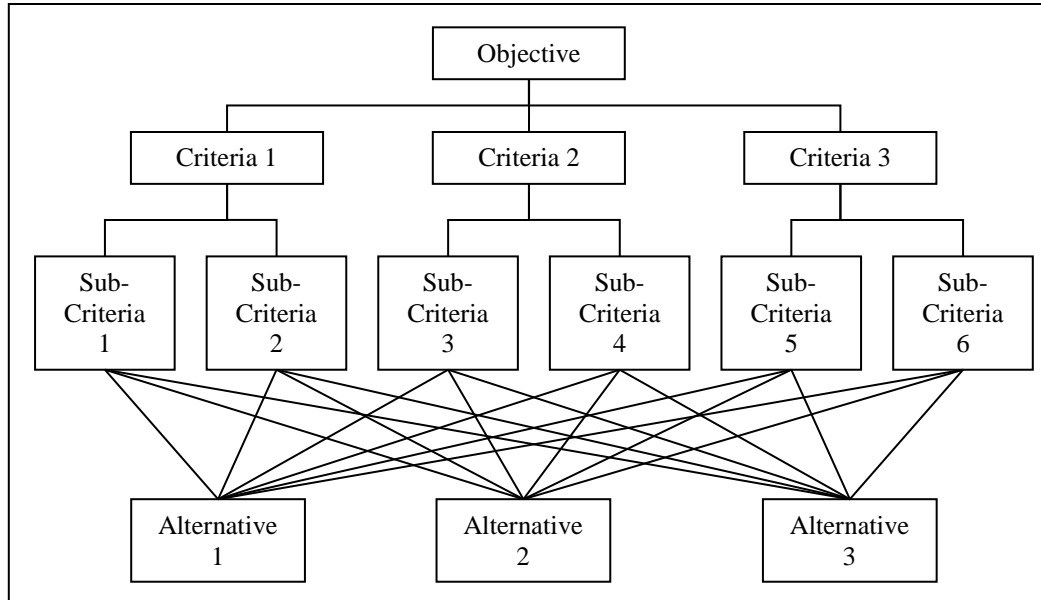 Objective
Criteria 1
Criteria 2
Criteria 3
Sub-
Criteria
1
Sub-
Criteria
2
Sub-
Criteria
3
Sub-
Criteria
4
Sub-
Criteria
5
Sub-
Criteria
6
Alternative
1
Alternative
2
Alternative
3